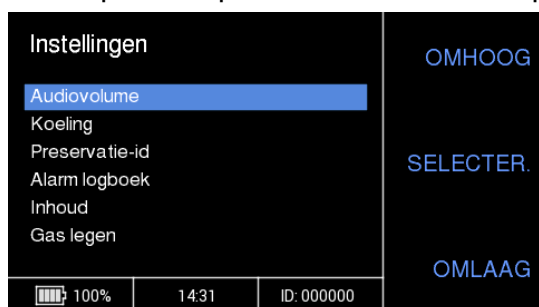 Instellingen
OMHOOG
Audiovolume
Koeling
Preservatie-id
SELECTER.
Alarm logboek
Inhoud
Gas legen
OMLAAG
100%
14:31
ID: 000000